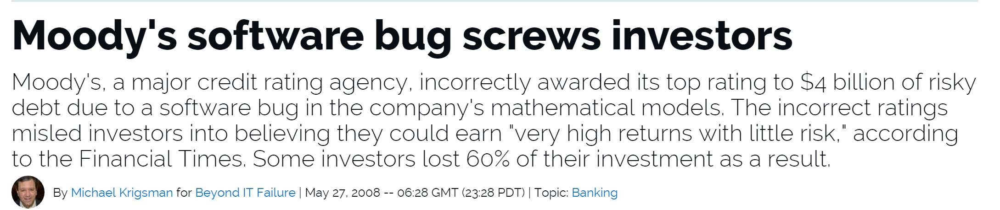 Moody's software bug screws investors
Moody's, a major credit rating agency, incorrectly awarded its top rating to $4 billion of risky
debt due to a software bug in the company's mathematical models. The incorrect ratings
misled investors into believing they could earn "very high returns with little risk," according
to the Financial Times. Some investors lost 60% of their investment as a result.
By Michael Krigsman for Beyond IT Failure | May 27, 2008 -- 06:28 GMT (23:28 PDT) | Topic: Banking